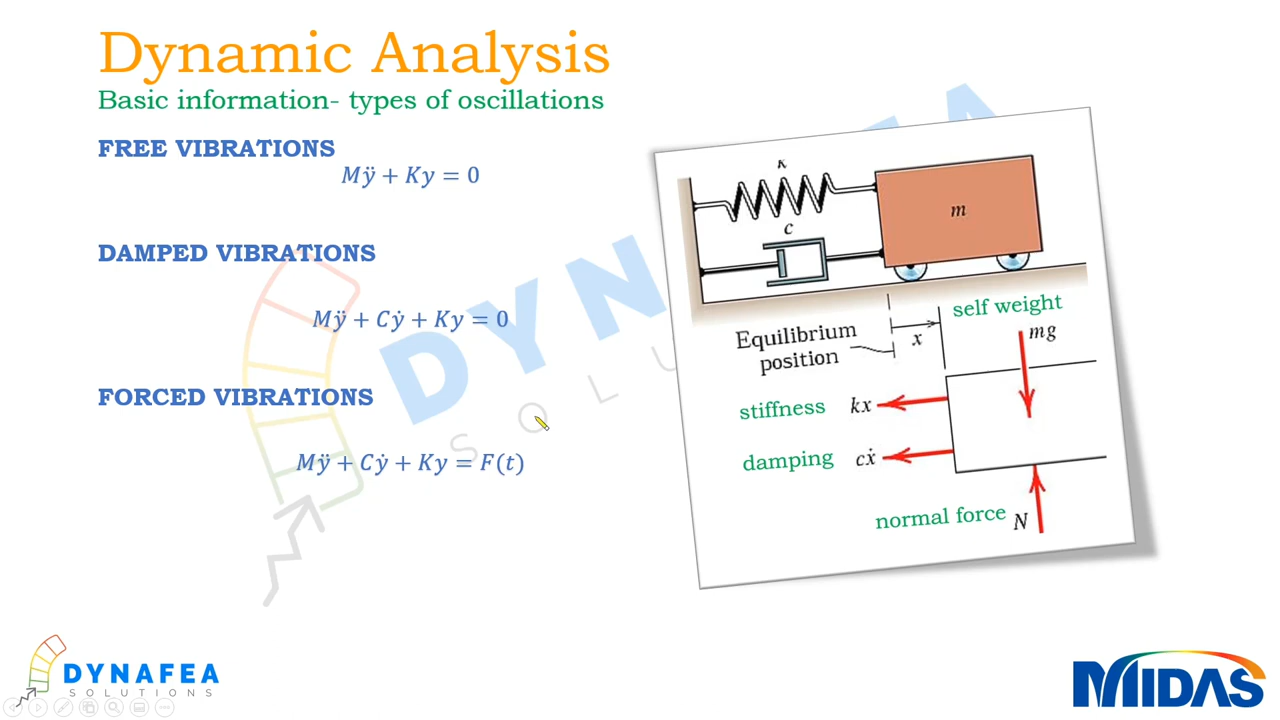 Dynamic Analysis
Basic information- types of oscillations
FREE VIBRATIONS
Mÿ + Ky = 0
DAMPED VIBRATIONS
Mÿ + Cẏ + Ky = 0
FORCED VIBRATIONS
Mÿ + Cẏ + Ky = F(t)
m
c
Equilibrium
position
x
self weight
mg
stiffness kx
damping cẋ
normal force N
DYNAFEA
SOLUTIONS
MIDAS